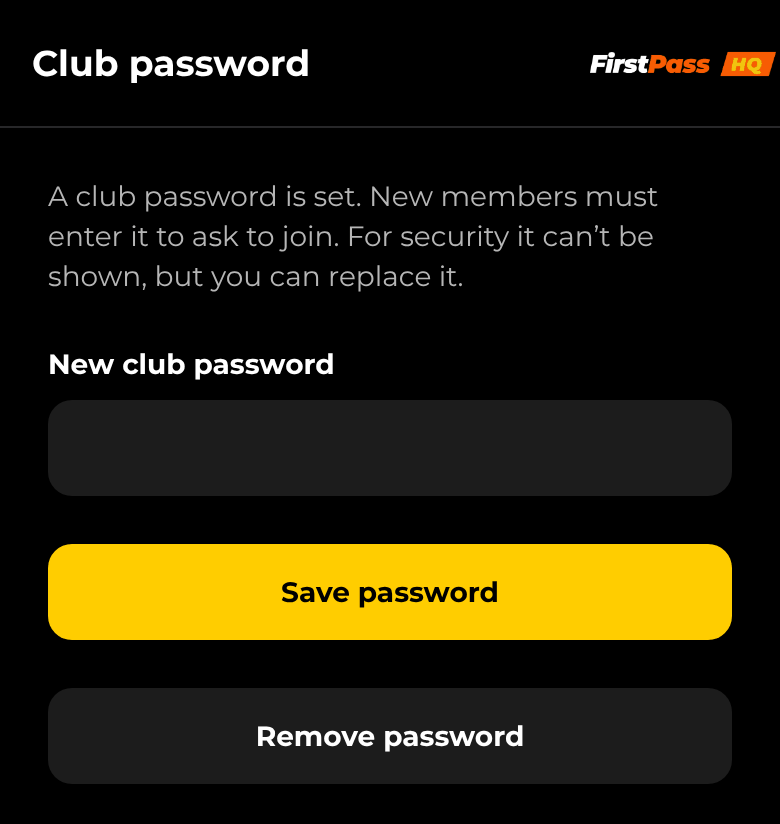 Club password
FirstPass HQ
A club password is set. New members must
enter it to ask to join. For security it can’t be
shown, but you can replace it.
New club password
Save password
Remove password